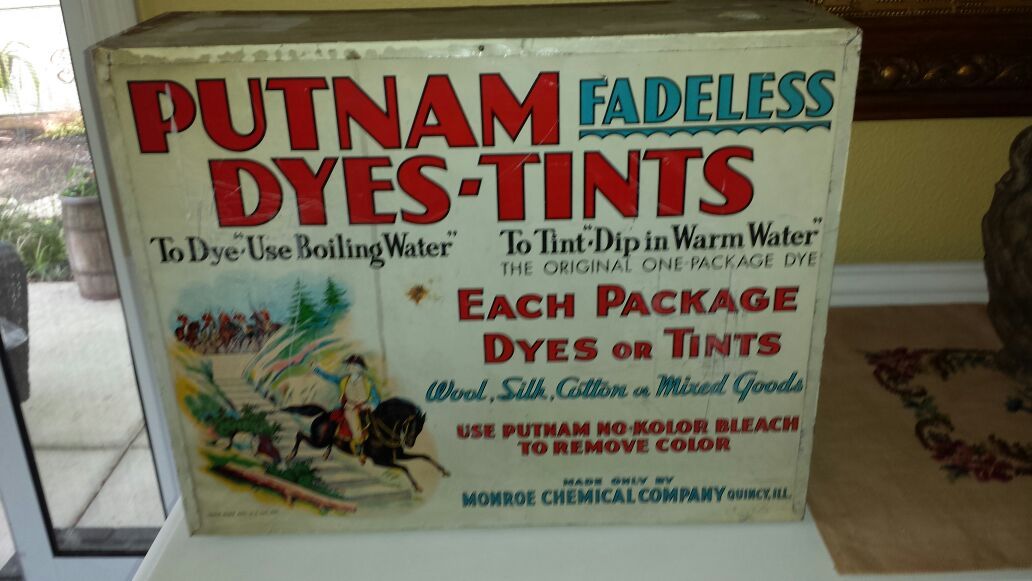 PUTNAM FADELESS
DYES-TINTS
To Dye "Use Boiling Water" To Tint "Dip in Warm Water"
THE ORIGINAL ONE-PACKAGE DYE
EACH PACKAGE
DYES OR TINTS
Wool, Silk, Cotton or Mixed Goods
USE PUTNAM NO-KOLOR BLEACH
TO REMOVE COLOR
MADE ONLY BY
MONROE CHEMICAL COMPANY QUINCY, ILL.